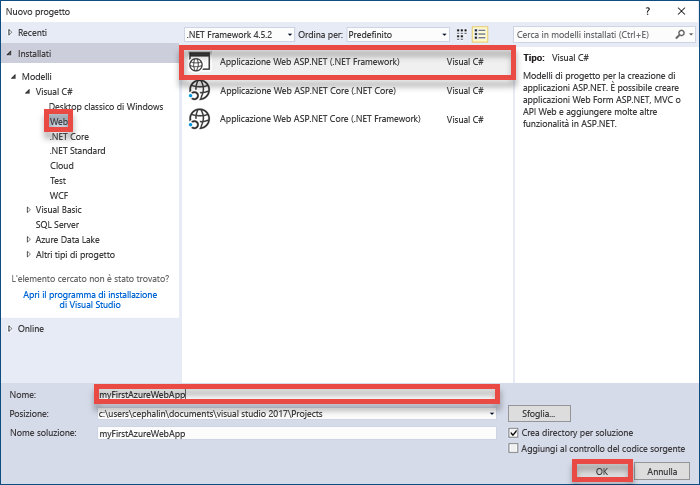 Nuovo progetto
?
Recenti
.NET Framework 4.5.2
Ordina per:
Predefinito
Cerca in modelli installati (Ctrl+E)
Installati
Modelli
Visual C#
Desktop classico di Windows
Web
.NET Core
.NET Standard
Cloud
Test
WCF
Visual Basic
SQL Server
Azure Data Lake
Altri tipi di progetto
L'elemento cercato non è stato trovato?
Apri il programma di installazione
di Visual Studio
Online
Applicazione Web ASP.NET (.NET Framework)
Visual C#
Applicazione Web ASP.NET Core (.NET Core)
Visual C#
Applicazione Web ASP.NET Core (.NET Framework)
Visual C#
Tipo: Visual C#
Modelli di progetto per la creazione di
applicazioni ASP.NET. È possibile creare
applicazioni Web Form ASP.NET, MVC o
API Web e aggiungere molte altre
funzionalità in ASP.NET.
Nome:
myFirstAzureWebApp
Posizione:
c:\users\cephalin\documents\visual studio 2017\Projects
Sfoglia...
Nome soluzione:
myFirstAzureWebApp
Crea directory per soluzione
Aggiungi al controllo del codice sorgente
OK
Annulla